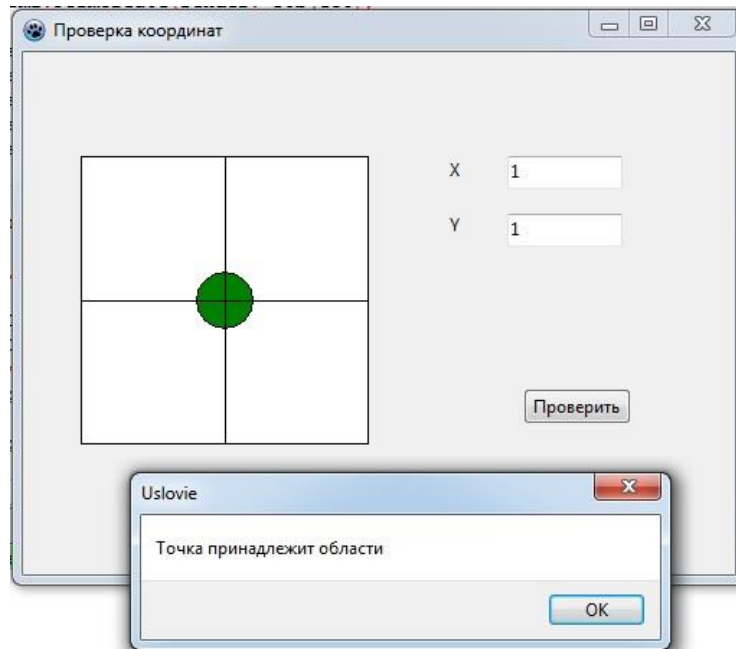 Проверка координат
X 1
Y 1
Проверить
Uslovie
Точка принадлежит области
OK